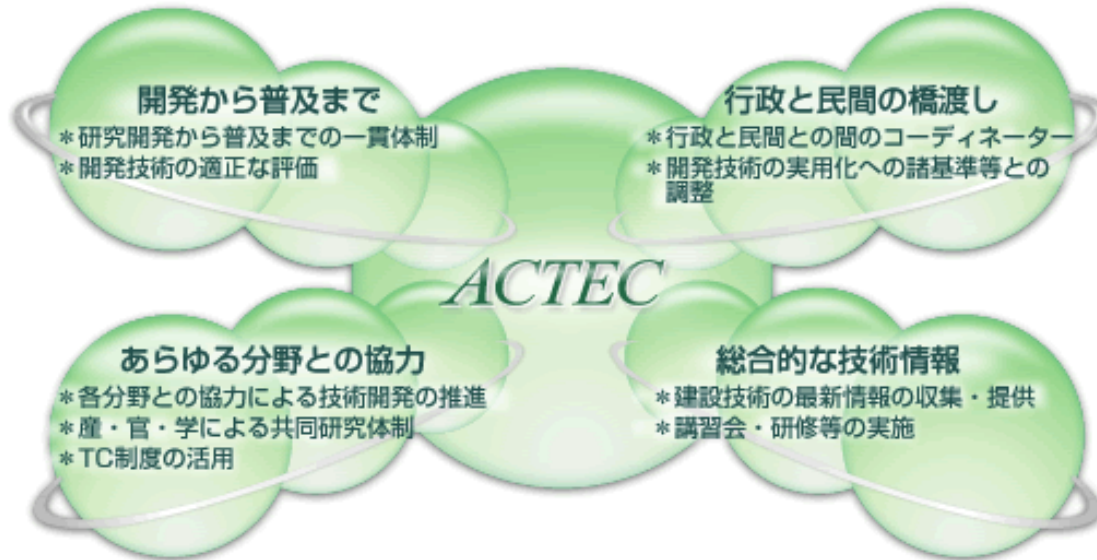 開発から普及まで
＊研究開発から普及までの一貫体制
＊開発技術の適正な評価
行政と民間の橋渡し
＊行政と民間との間のコーディネーター
＊開発技術の実用化への諸基準等との
調整
ACTEC
あらゆる分野との協力
＊各分野との協力による技術開発の推進
＊産・官・学による共同研究体制
＊TC制度の活用
総合的な技術情報
＊建設技術の最新情報の収集・提供
＊講習会・研修等の実施